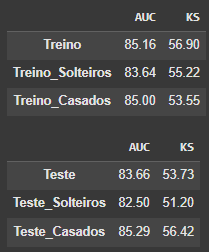 AUC KS
Treino 85.16 56.90
Treino_Solteiros 83.64 55.22
Treino_Casados 85.00 53.55
AUC KS
Teste 83.66 53.73
Teste_Solteiros 82.50 51.20
Teste_Casados 85.29 56.42